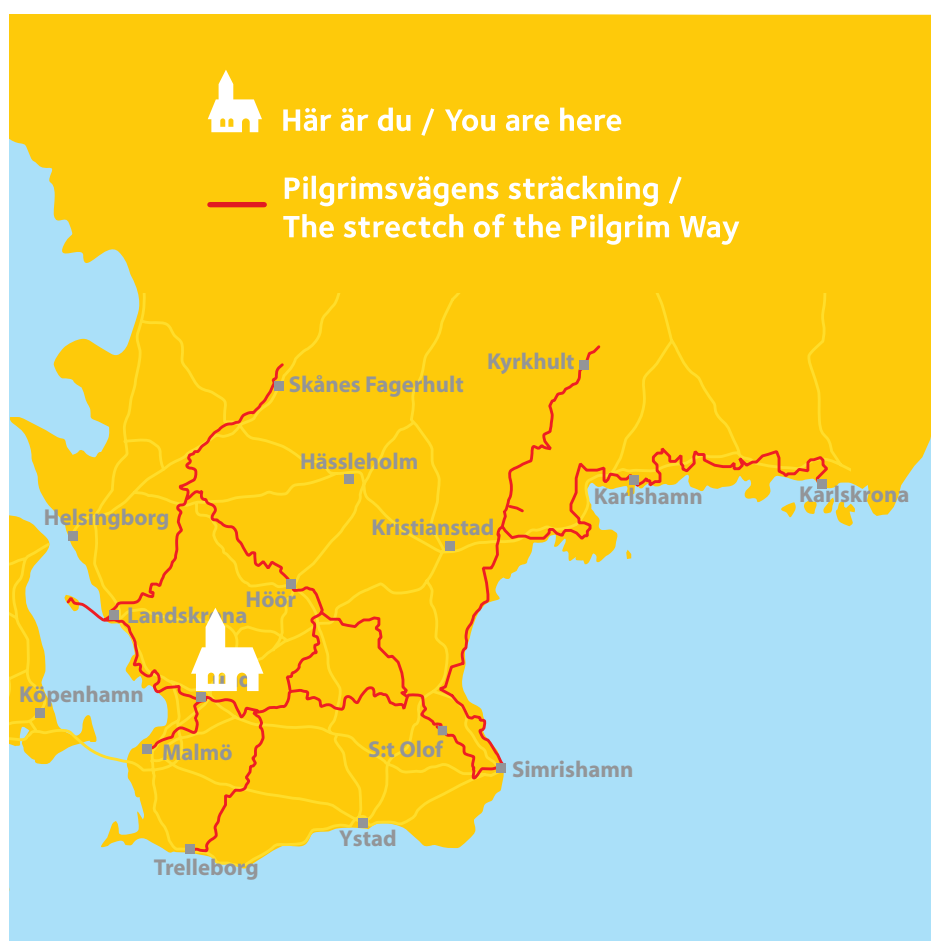 Här är du / You are here
Pilgrimsvägens sträckning /
The strectch of the Pilgrim Way
Kyrkhult
Skånes Fagerhult
Hässleholm
Karlshamn
Karlskrona
Helsingborg
Kristianstad
Höör
Landskrona
Köpenhamn
Malmö
S:t Olof
Simrishamn
Ystad
Trelleborg